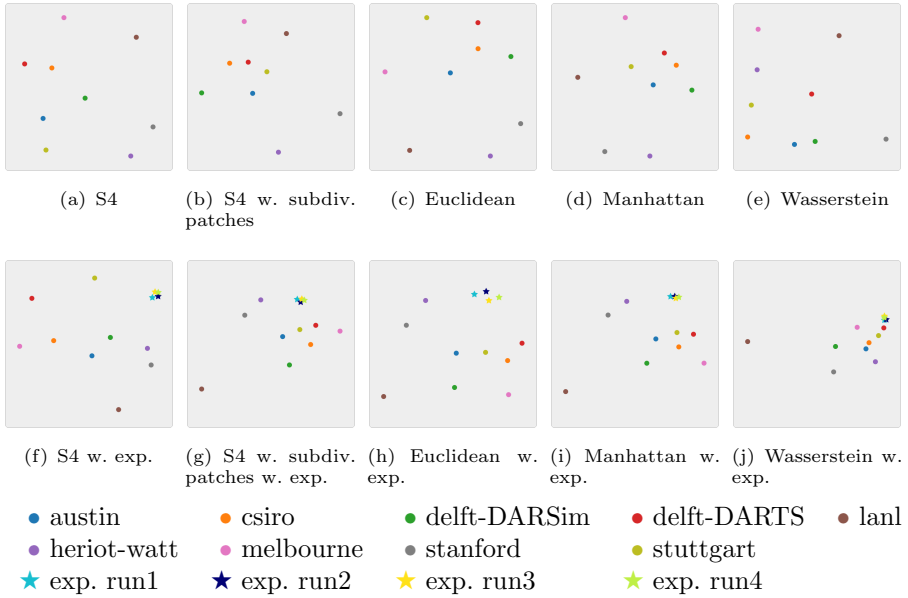 (a) S4
(b) S4 w. subdiv.
patches
(c) Euclidean
(d) Manhattan
(e) Wasserstein
(f) S4 w. exp.
(g) S4 w. subdiv.
patches w. exp.
(h) Euclidean w.
exp.
(i) Manhattan w.
exp.
(j) Wasserstein w.
exp.
austin csiro delft-DARSim delft-DARTS lanl
heriot-watt melbourne stanford stuttgart
exp. run1 exp. run2 exp. run3 exp. run4